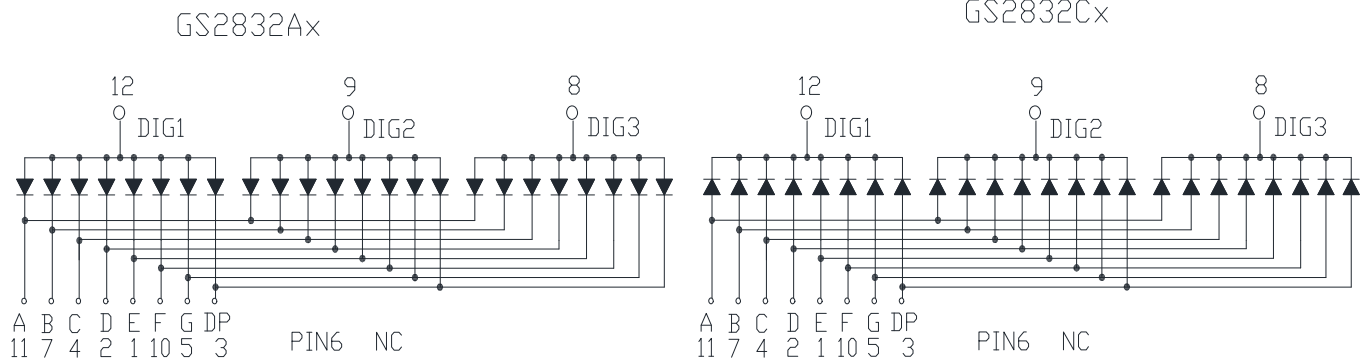 GS2832Ax
12 9 8
DIG1 DIG2 DIG3
A B C D E F G DP
11 7 4 2 1 10 5 3
PIN6 NC
GS2832Cx
12 9 8
DIG1 DIG2 DIG3
A B C D E F G DP
11 7 4 2 1 10 5 3
PIN6 NC